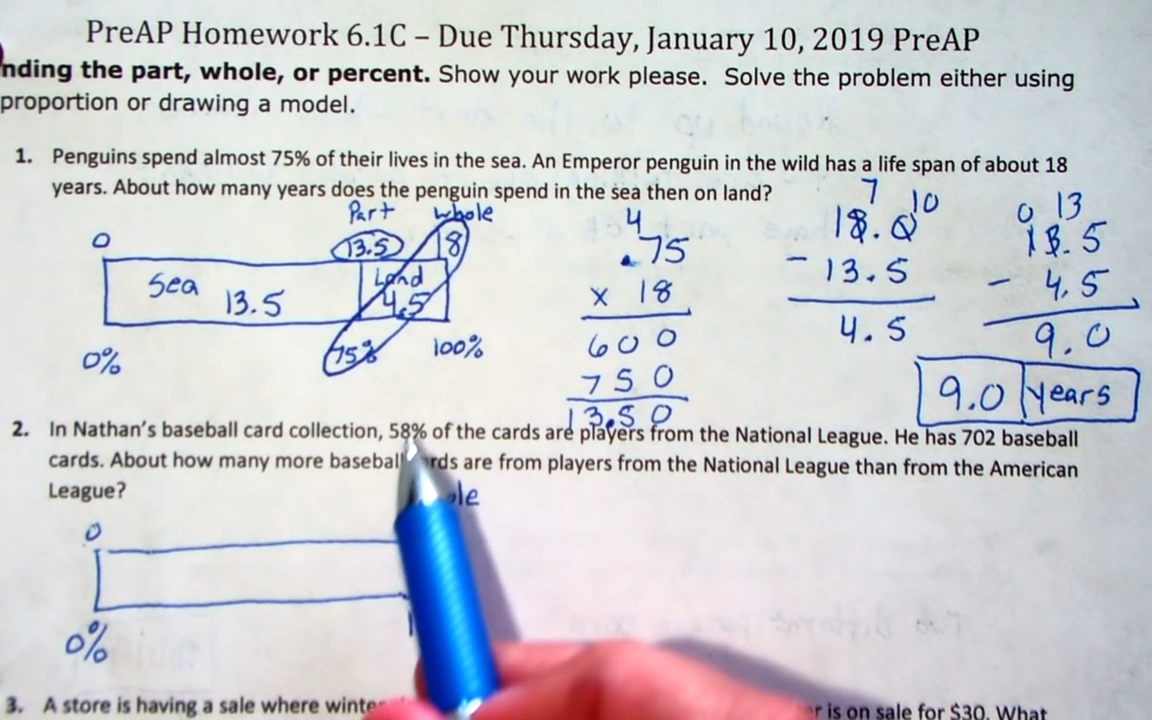 PreAP Homework 6.1C – Due Thursday, January 10, 2019 PreAP
nding the part, whole, or percent. Show your work please. Solve the problem either using
proportion or drawing a model.
1. Penguins spend almost 75% of their lives in the sea. An Emperor penguin in the wild has a life span of about 18
years. About how many years does the penguin spend in the sea then on land?
Part whole
0 13.5 18
Sea 13.5 Land 4.5
0% 75% 100%
4
.75
x 18
600
750
13.50
7 10
18.0
- 13.5
4.5
0 13
13.5
- 4.5
9.0
9.0 years
2. In Nathan's baseball card collection, 58% of the cards are players from the National League. He has 702 baseball
cards. About how many more baseball rds are from players from the National League than from the American
League?
ole
0
0%
3. A store is having a sale where winte r is on sale for $30. What